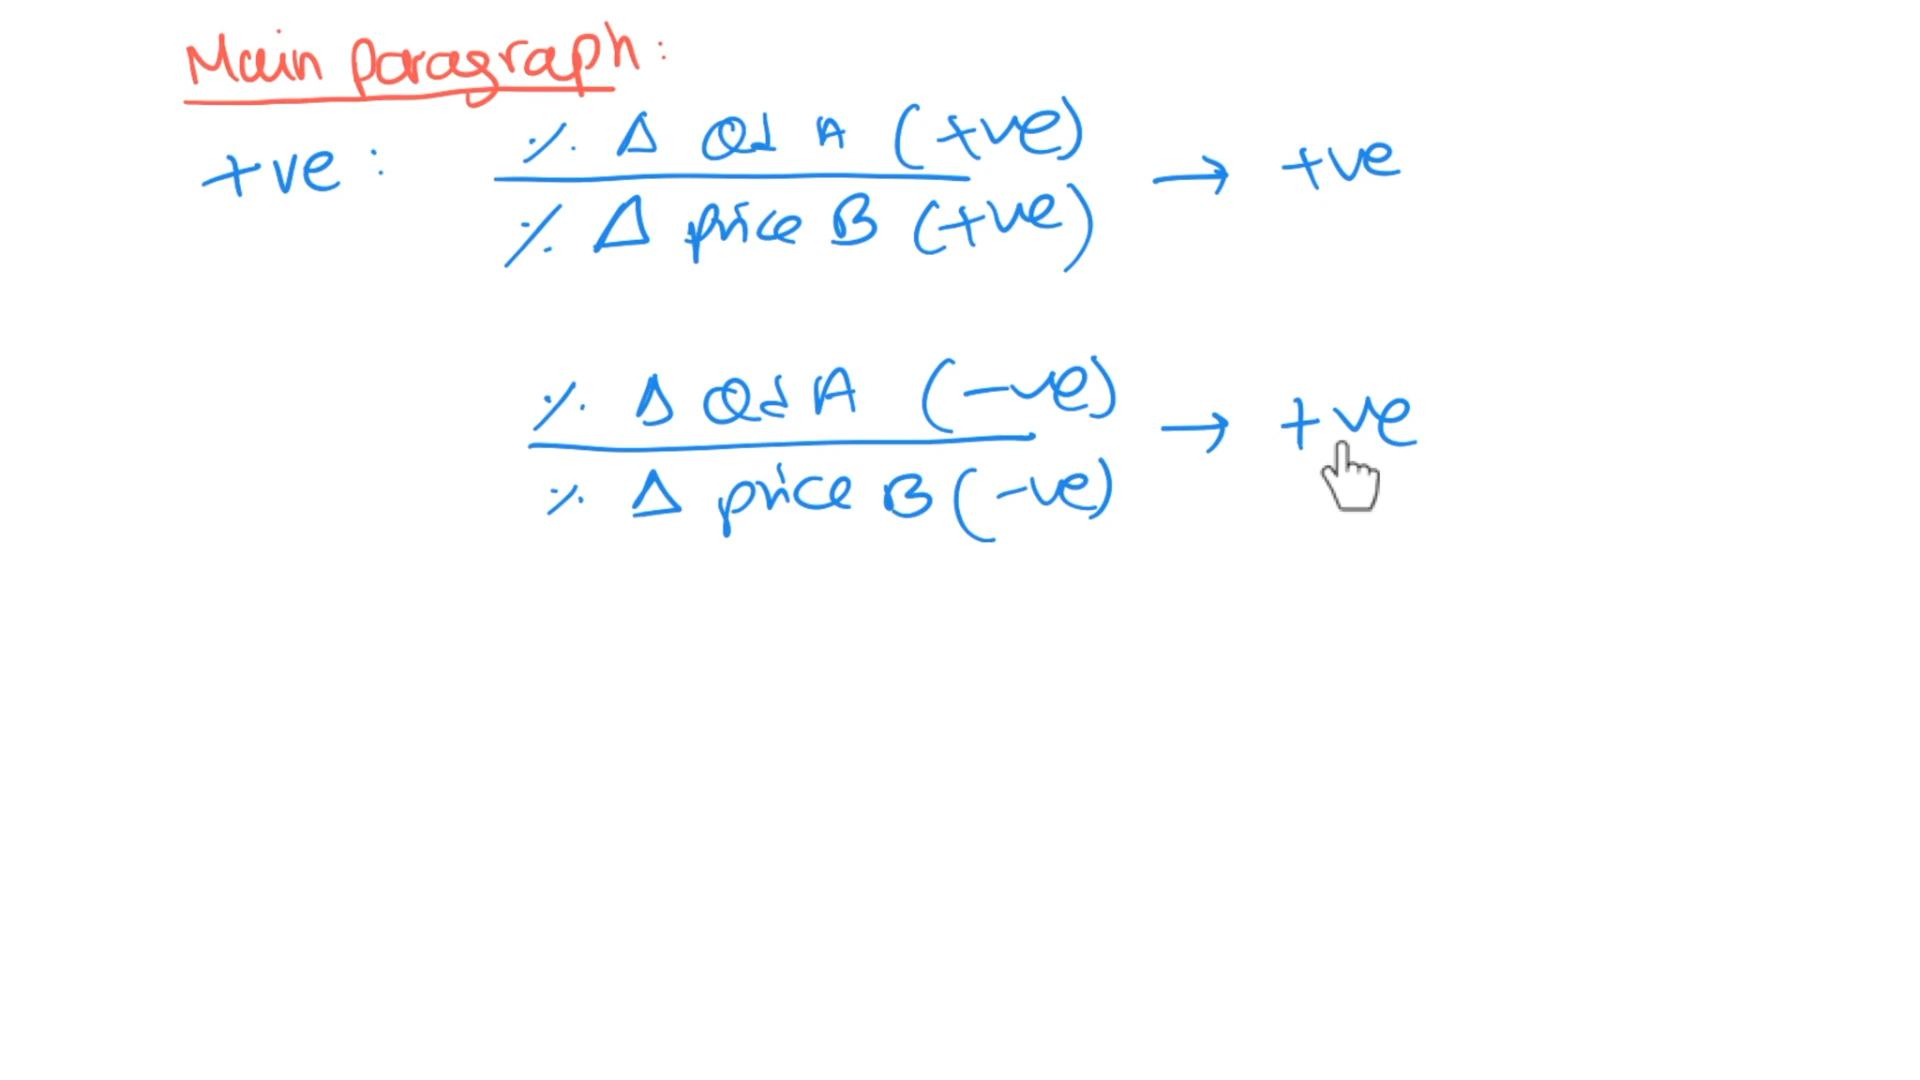 Main paragraph:
+ve: % Δ Qd A (+ve) → +ve
% Δ price B (+ve)
% Δ Qd A (-ve) → +ve
% Δ price B (-ve)